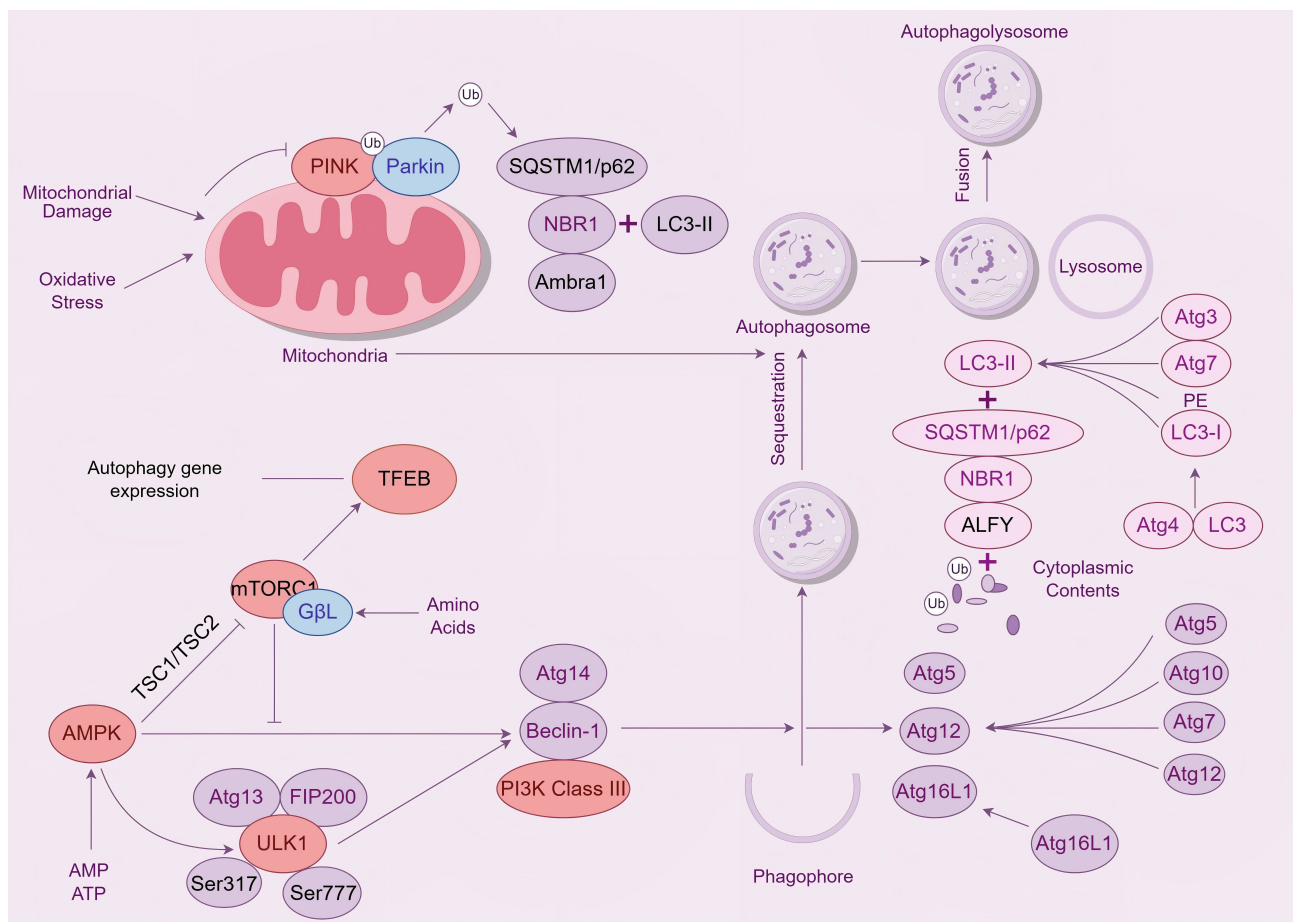 Autophagolysosome
Fusion
Ub
Ub
PINK
Parkin
SQSTM1/p62
NBR1
+
LC3-II
Ambra1
Mitochondrial
Damage
Oxidative
Stress
Mitochondria
Autophagosome
Lysosome
Sequestration
Atg3
Atg7
PE
LC3-I
Atg4
LC3
LC3-II
+
SQSTM1/p62
NBR1
ALFY
+
Ub
Ub
Cytoplasmic
Contents
Autophagy gene
expression
TFEB
mTORC1
GβL
Amino
Acids
TSC1/TSC2
AMPK
AMP
ATP
Atg13
FIP200
ULK1
Ser317
Ser777
Atg14
Beclin-1
PI3K Class III
Phagophore
Atg5
Atg12
Atg16L1
Atg5
Atg10
Atg7
Atg12
Atg16L1